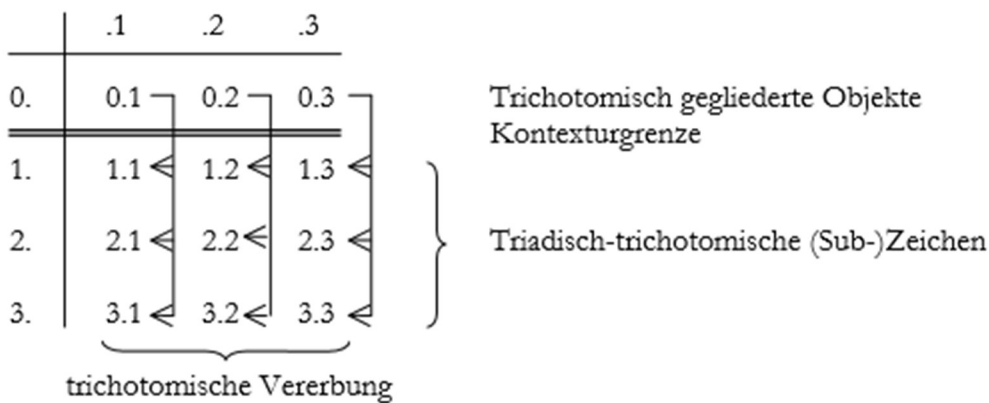 .1 .2 .3
0. 0.1 0.2 0.3 Trichotomisch gegliederte Objekte
Kontexturgrenze
1. 1.1 1.2 1.3
2. 2.1 2.2 2.3 Triadisch-trichotomische (Sub-)Zeichen
3. 3.1 3.2 3.3
trichotomische Vererbung